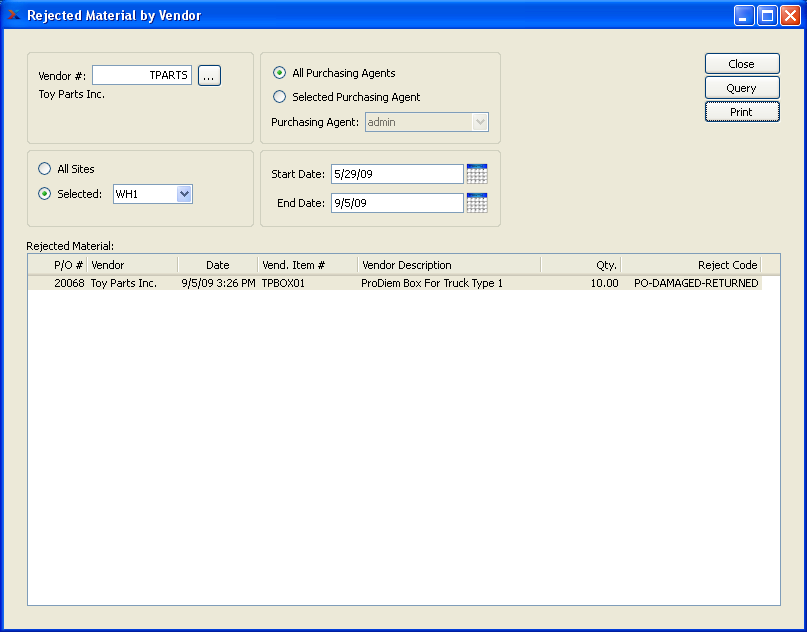 Rejected Material by Vendor
Vendor #: TPARTS ...
Toy Parts Inc.
All Purchasing Agents
Selected Purchasing Agent
Purchasing Agent: admin
Close
Query
Print
All Sites
Selected: WH1
Start Date: 5/29/09
End Date: 9/5/09
Rejected Material:
P/O # Vendor Date Vend. Item # Vendor Description Qty. Reject Code
20068 Toy Parts Inc. 9/5/09 3:26 PM TPBOX01 ProDiem Box For Truck Type 1 10.00 PO-DAMAGED-RETURNED